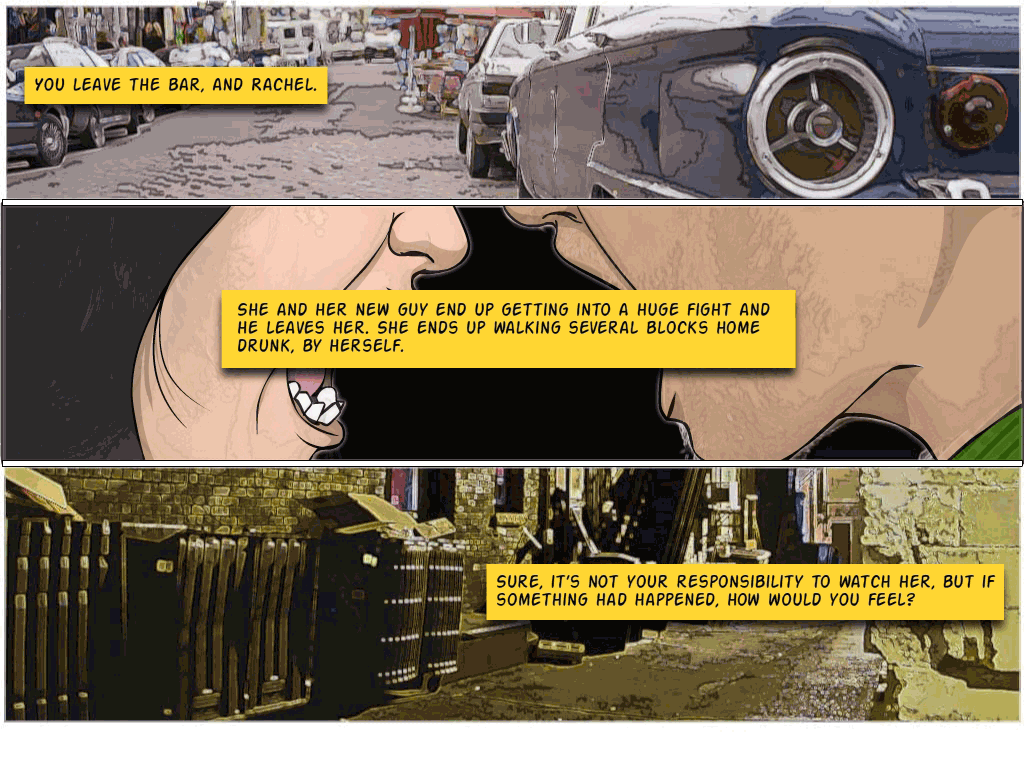 YOU LEAVE THE BAR, AND RACHEL.
SHE AND HER NEW GUY END UP GETTING INTO A HUGE FIGHT AND
HE LEAVES HER. SHE ENDS UP WALKING SEVERAL BLOCKS HOME
DRUNK, BY HERSELF.
SURE, IT'S NOT YOUR RESPONSIBILITY TO WATCH HER, BUT IF
SOMETHING HAD HAPPENED, HOW WOULD YOU FEEL?